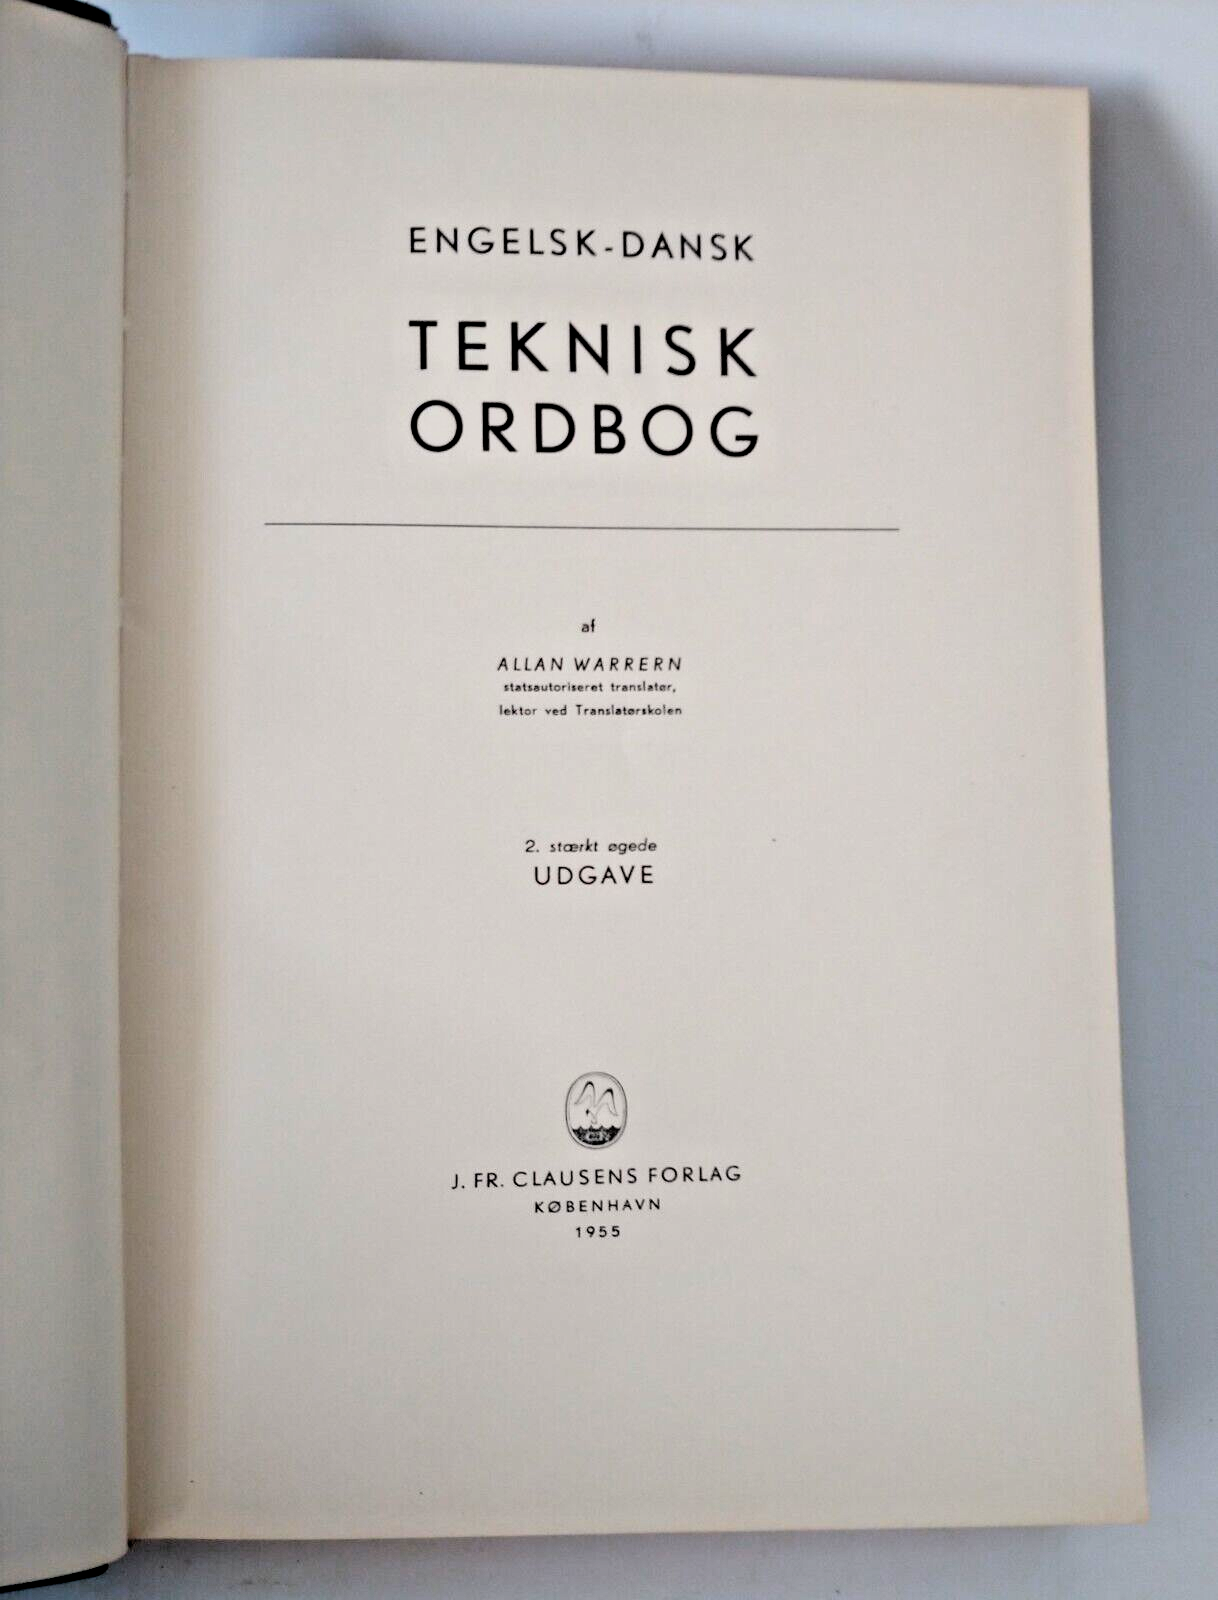 ENGELSK-DANSK
TEKNISK
ORDBOG
af
ALLAN WARRERN
statsautoriseret translatør,
lektor ved Translatørskolen
2. stærkt øgede
UDGAVE
J. FR. CLAUSENS FORLAG
KØBENHAVN
1955